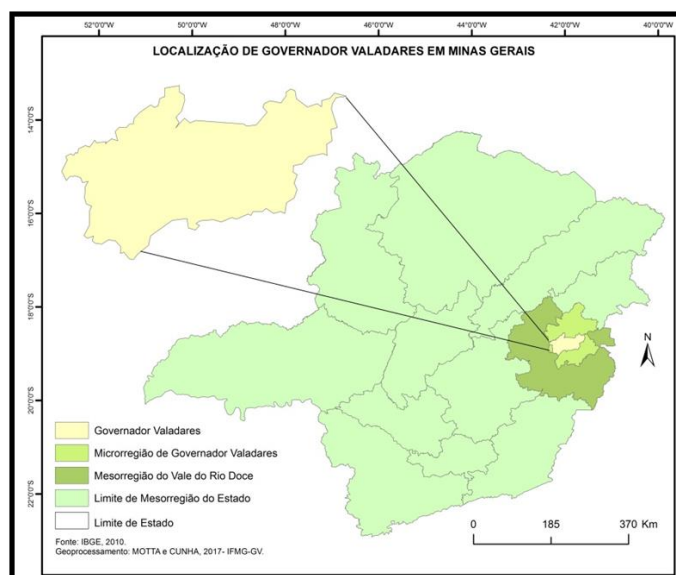 52°0'0"O 50°0'0"O 48°0'0"O 46°0'0"O 44°0'0"O 42°0'0"O 40°0'0"O
LOCALIZAÇÃO DE GOVERNADOR VALADARES EM MINAS GERAIS
14°0'0"S
16°0'0"S
18°0'0"S
20°0'0"S
22°0'0"S
N
Governador Valadares
Microrregião de Governador Valadares
Mesorregião do Vale do Rio Doce
Limite de Mesorregião do Estado
Limite de Estado
0 185 370 Km
Fonte: IBGE, 2010.
Geoprocessamento: MOTTA e CUNHA, 2017- IFMG-GV.